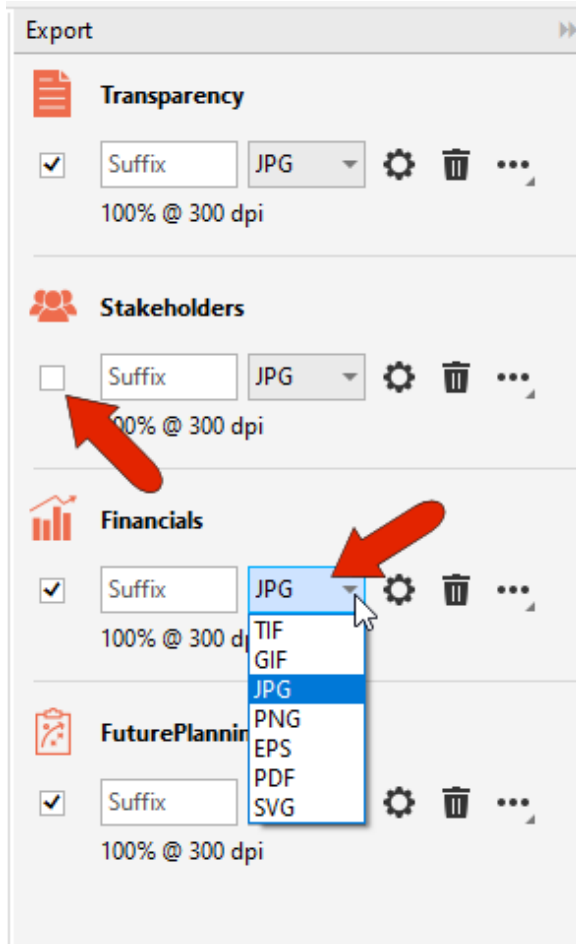 Export
Transparency
Suffix JPG
100% @ 300 dpi
Stakeholders
Suffix JPG
00% @ 300 dpi
Financials
Suffix JPG
100% @ 300
TIF
GIF
JPG
PNG
EPS
PDF
SVG
FuturePlannin
Suffix
100% @ 300 dpi